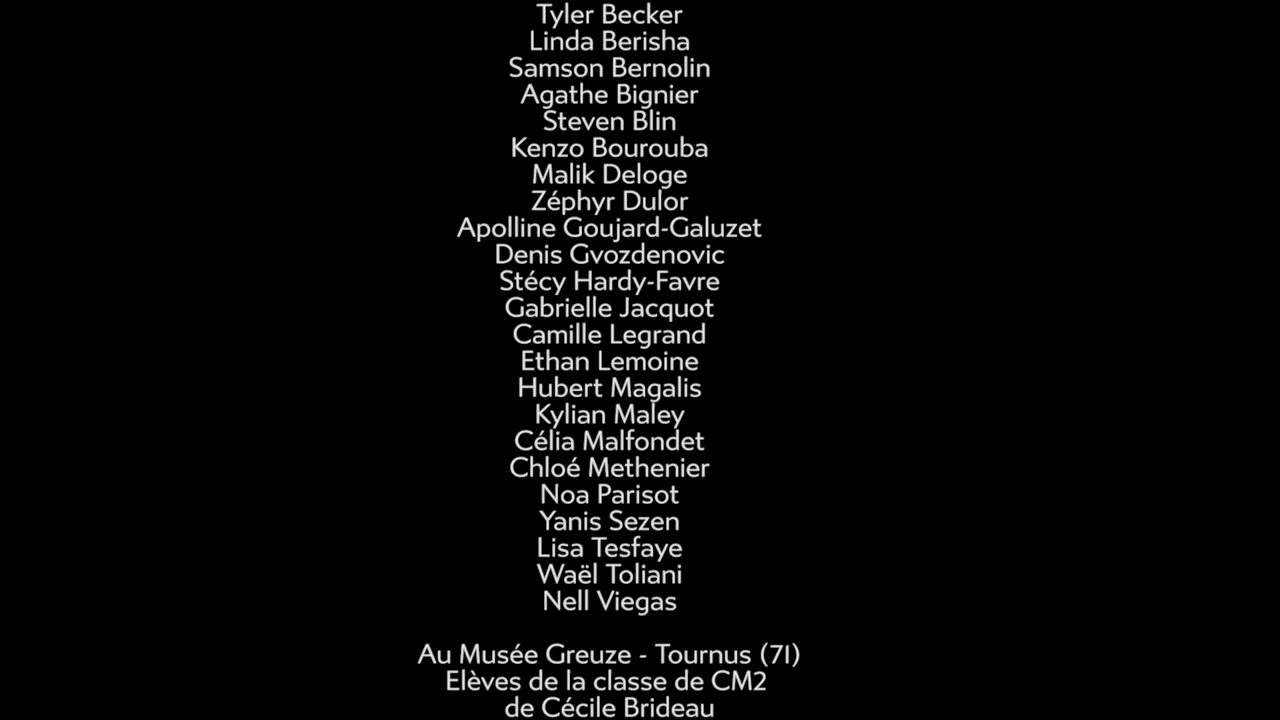 Tyler Becker
Linda Berisha
Samson Bernolin
Agathe Bignier
Steven Blin
Kenzo Bourouba
Malik Deloge
Zéphyr Dulor
Apolline Goujard-Galuzet
Denis Gvozdenovic
Stécy Hardy-Favre
Gabrielle Jacquot
Camille Legrand
Ethan Lemoine
Hubert Magalis
Kylian Maley
Célia Malfondet
Chloé Methenier
Noa Parisot
Yanis Sezen
Lisa Tesfaye
Waël Toliani
Nell Viegas
Au Musée Greuze - Tournus (71)
Elèves de la classe de CM2
de Cécile Brideau